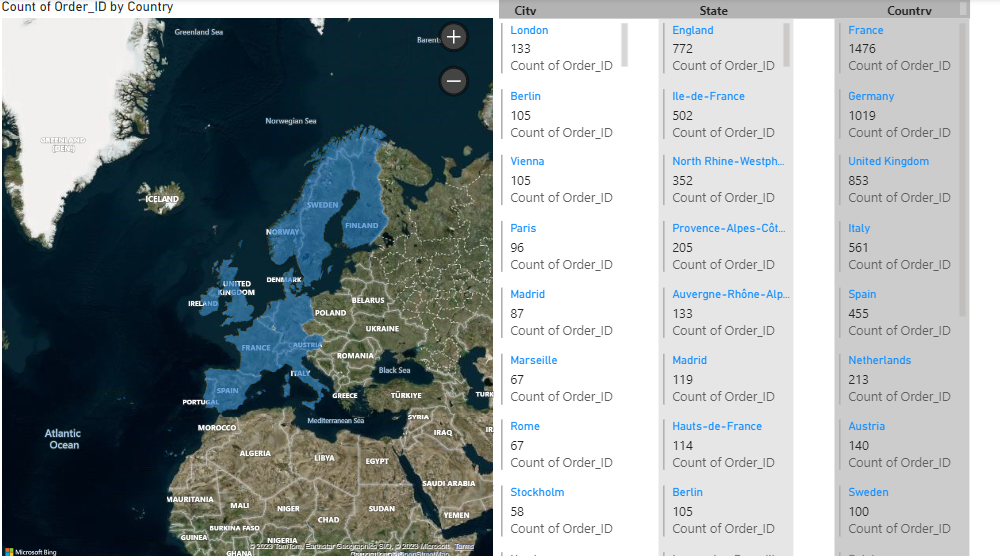 Count of Order_ID by Country
Greenland Sea
Barent
GREENLAND
(DEN.)
Norwegian Sea
ICELAND
SWEDEN
FINLAND
NORWAY
DENMARK
UNITED
KINGDOM
IRELAND
BELARUS
POLAND
UKRAINE
FRANCE
AUSTRIA
ROMANIA
ITALY
Black Sea
SPAIN
PORTUGAL
GREECE
TÜRKIYE
TURK
Mediterranean Sea
SYRIA
MOROCCO
Atlantic
Ocean
IRAQ
IR
ALGERIA
LIBYA
EGYPT
SAUDI ARABIA
MAURITANIA
MALI
NIGER
CHAD
SUDAN
YEMEN
BURKINA FASO
GUINEA
NIGERIA
GHANA
Microsoft Bing
© 2023 TomTom, Earthstar Geographics SIO, © 2023 Microsoft Corporation, © OpenStreetMap Terms
City
London
133
Count of Order_ID
Berlin
105
Count of Order_ID
Vienna
105
Count of Order_ID
Paris
96
Count of Order_ID
Madrid
87
Count of Order_ID
Marseille
67
Count of Order_ID
Rome
67
Count of Order_ID
Stockholm
58
Count of Order_ID
State
England
772
Count of Order_ID
Ile-de-France
502
Count of Order_ID
North Rhine-Westph...
352
Count of Order_ID
Provence-Alpes-Côt...
205
Count of Order_ID
Auvergne-Rhône-Alp...
133
Count of Order_ID
Madrid
119
Count of Order_ID
Hauts-de-France
114
Count of Order_ID
Berlin
105
Count of Order_ID
Country
France
1476
Count of Order_ID
Germany
1019
Count of Order_ID
United Kingdom
853
Count of Order_ID
Italy
561
Count of Order_ID
Spain
455
Count of Order_ID
Netherlands
213
Count of Order_ID
Austria
140
Count of Order_ID
Sweden
100
Count of Order_ID